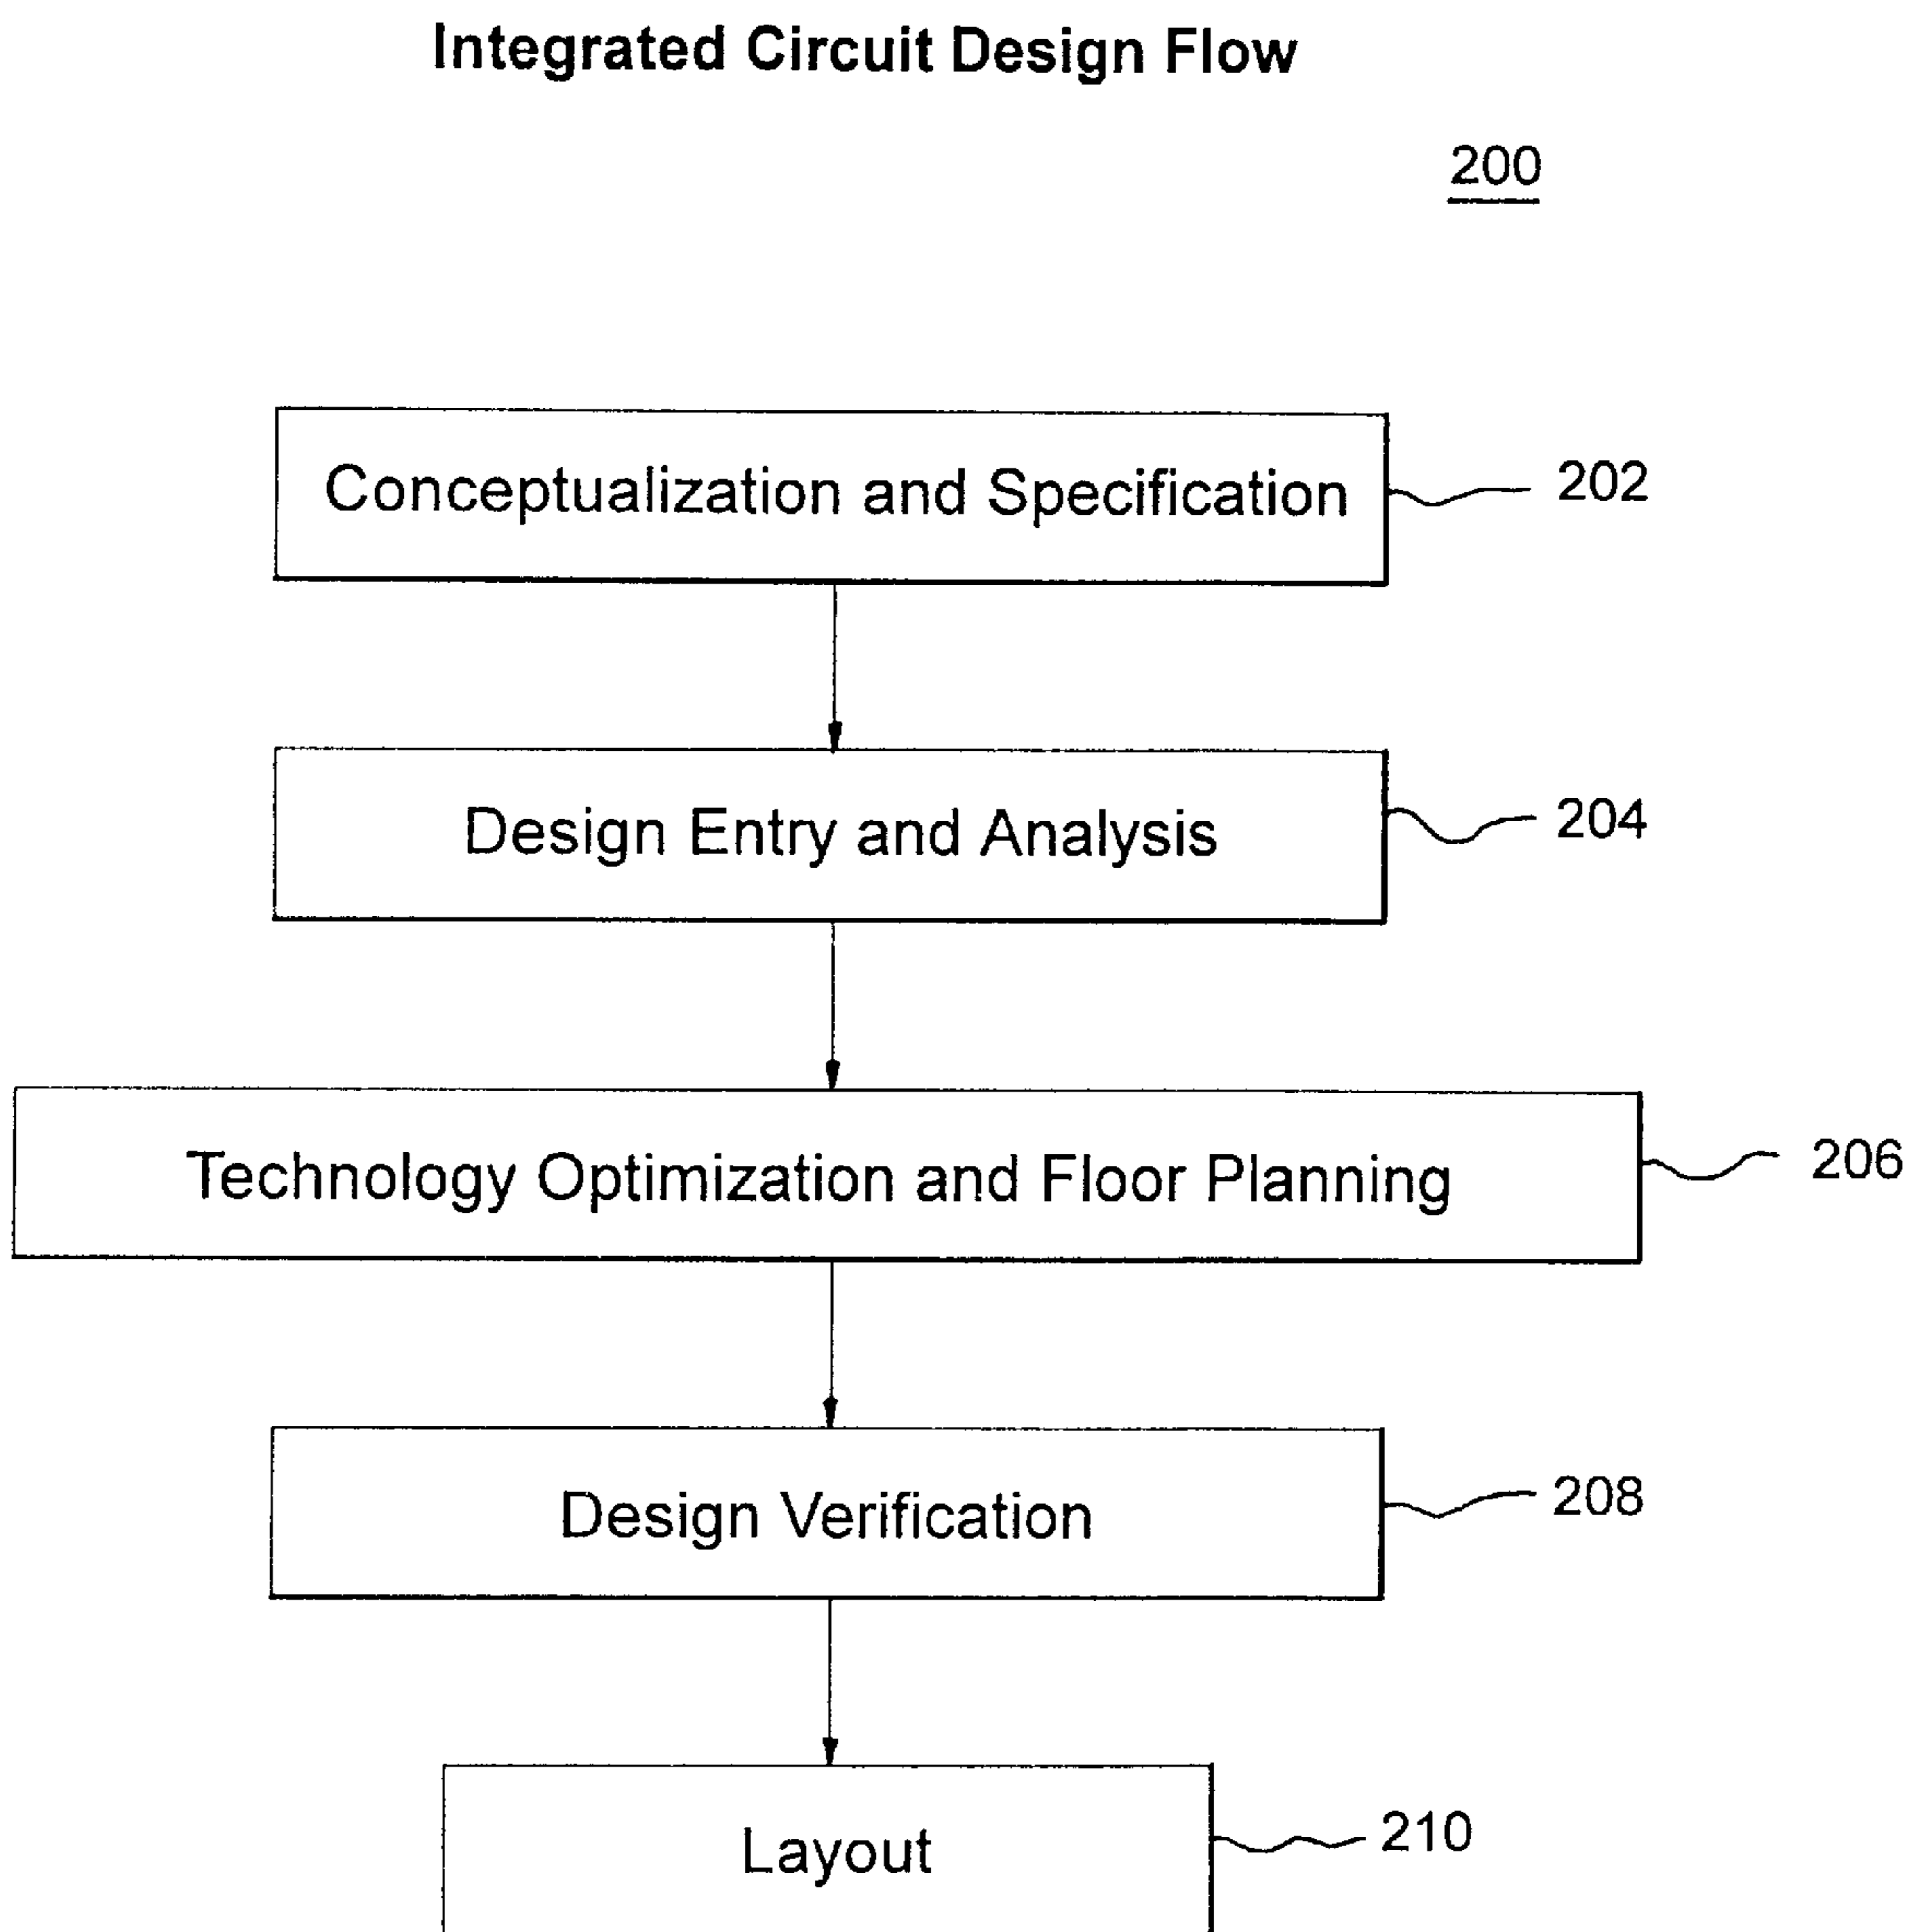 Integrated Circuit Design Flow
200
Conceptualization and Specification
202
Design Entry and Analysis
204
Technology Optimization and Floor Planning
206
Design Verification
208
Layout
210